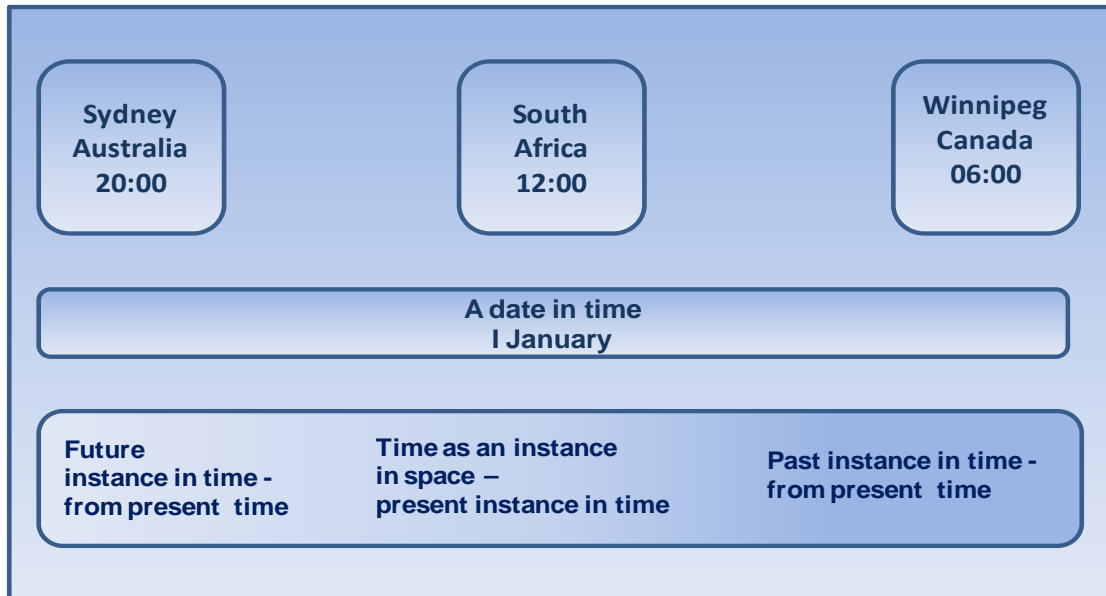 Sydney
Australia
20:00
South
Africa
12:00
Winnipeg
Canada
06:00
A date in time
I January
Future
instance in time -
from present time
Time as an instance
in space –
present instance in time
Past instance in time -
from present time